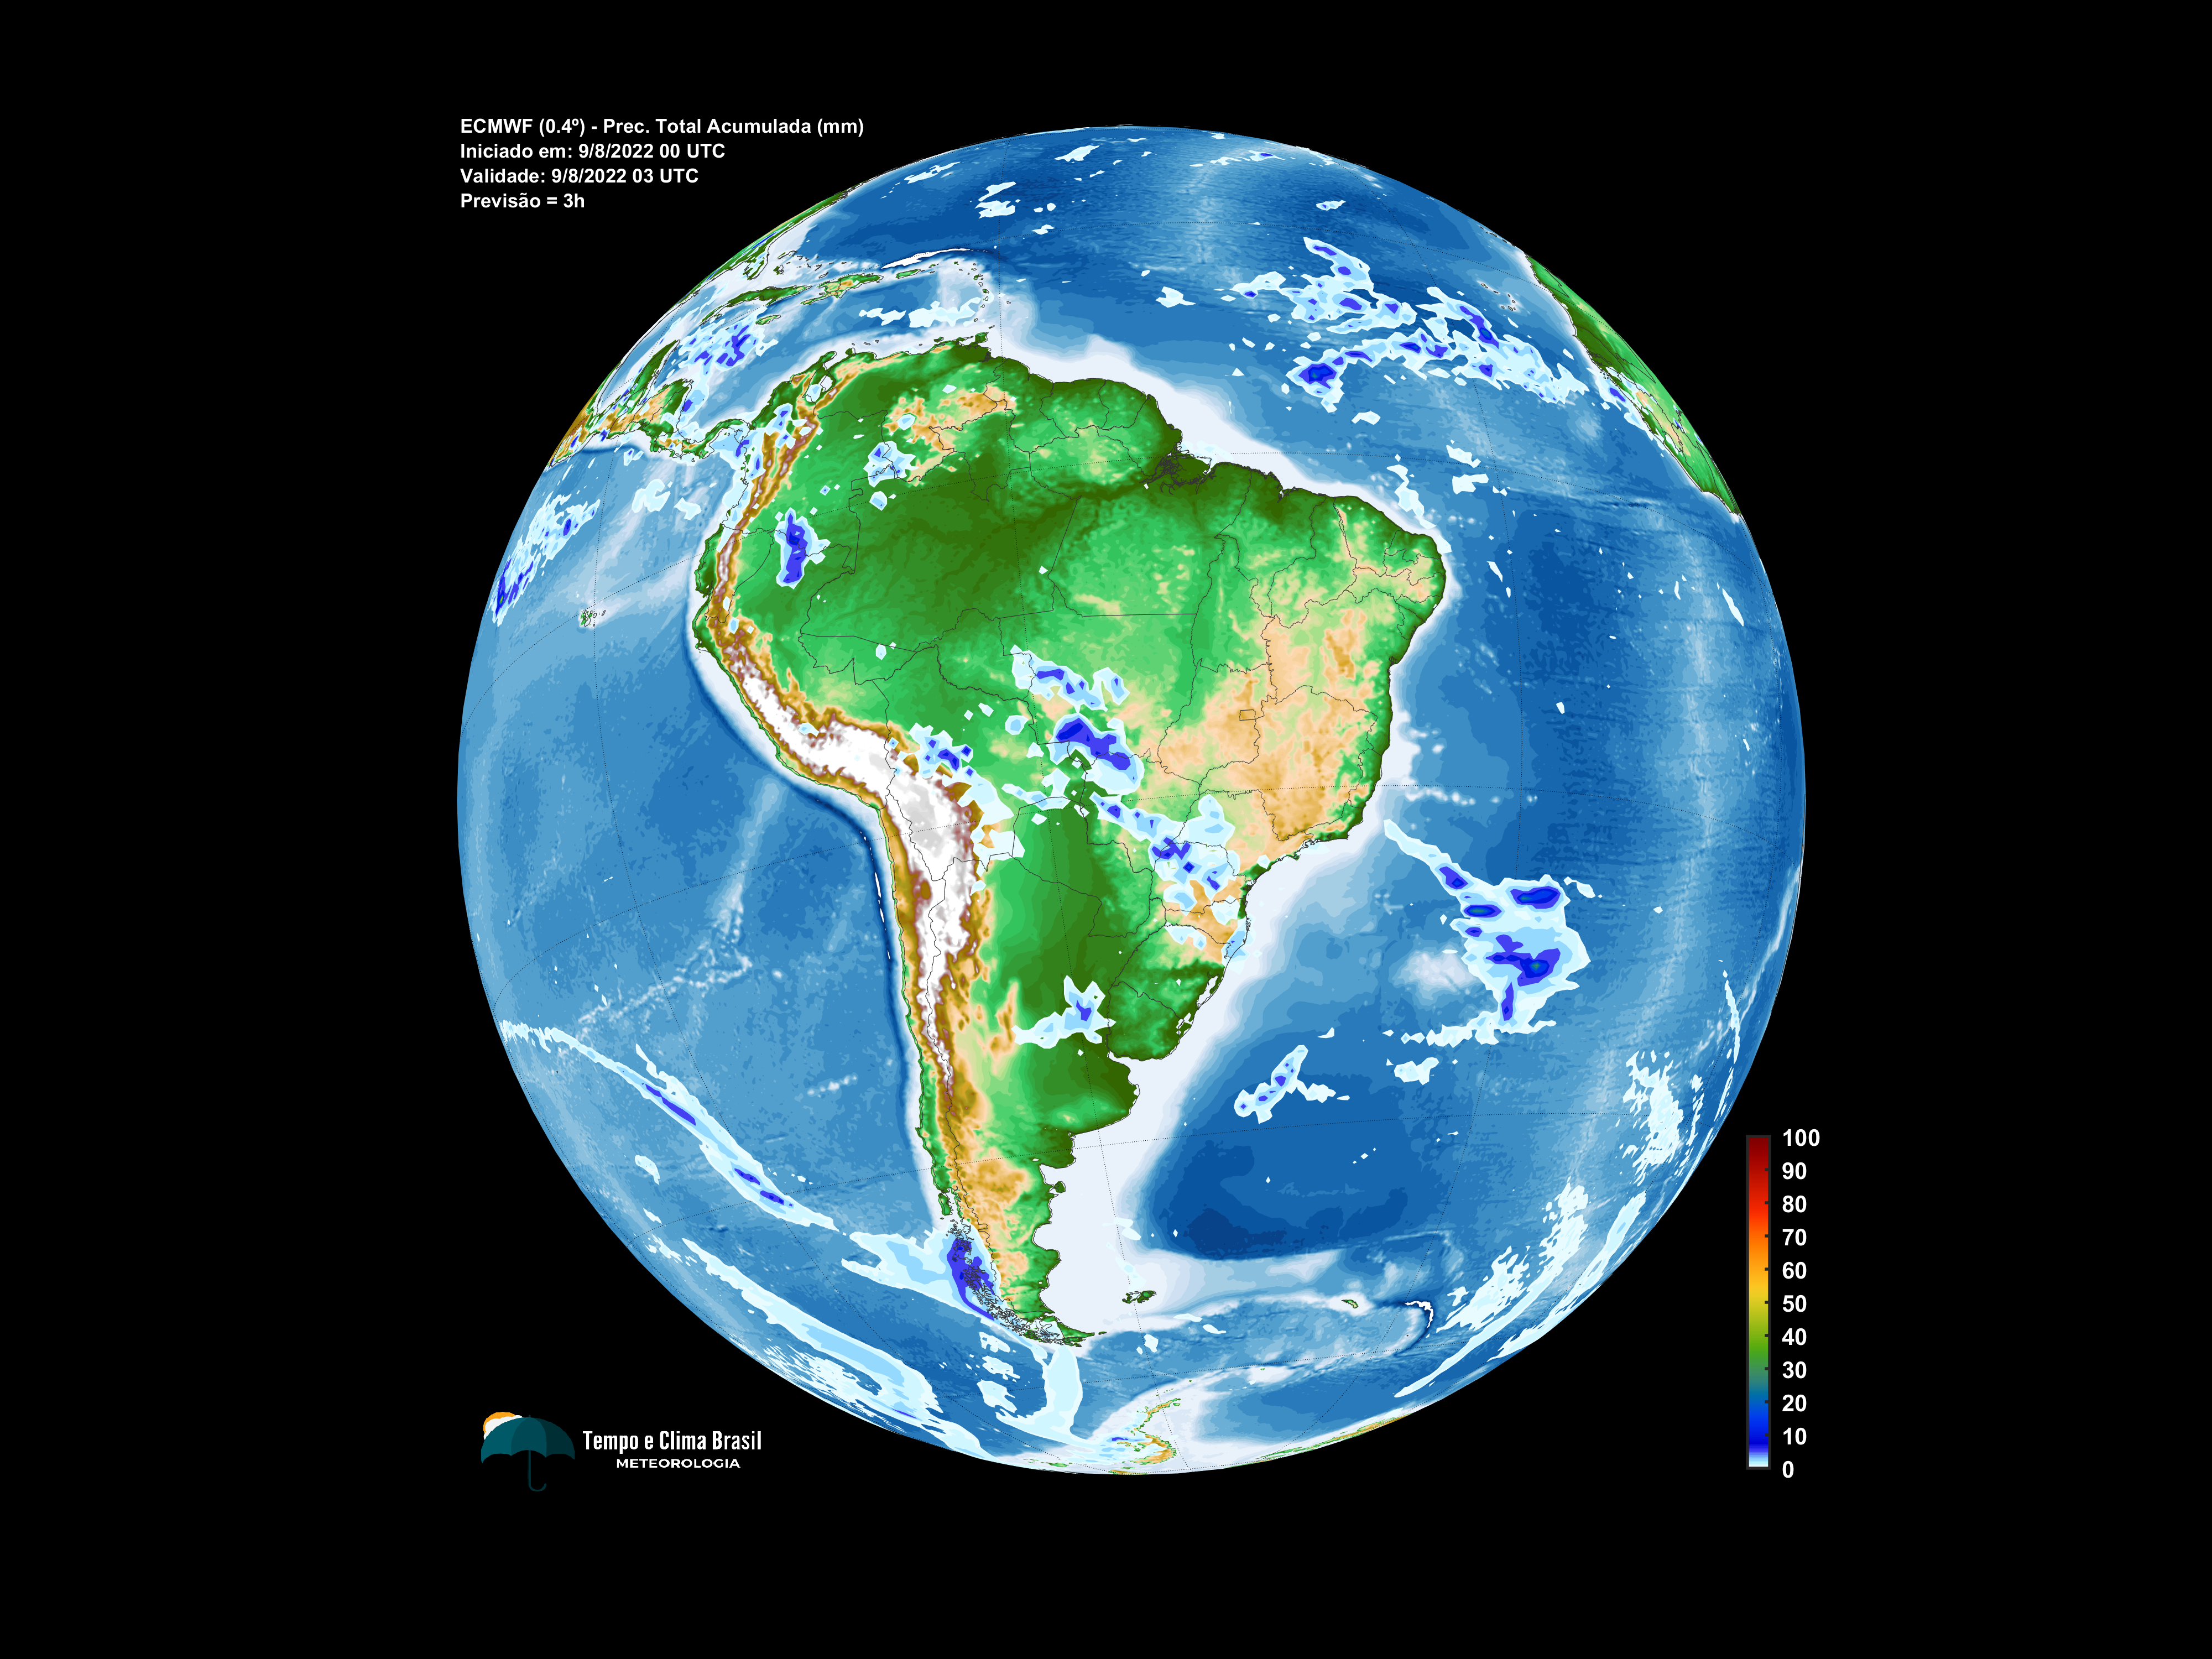 ECMWF (0.4º) - Prec. Total Acumulada (mm)
Iniciado em: 9/8/2022 00 UTC
Validade: 9/8/2022 03 UTC
Previsão = 3h
100
90
80
70
60
50
40
30
20
10
0
Tempo e Clima Brasil
METEOROLOGIA